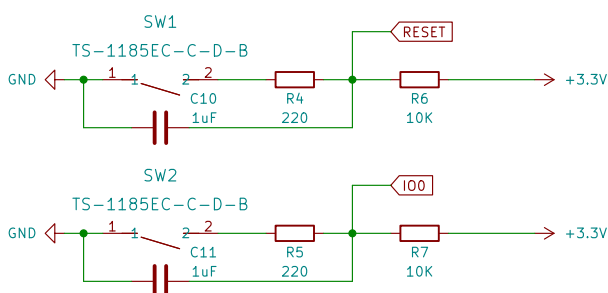 SW1
TS-1185EC-C-D-B
RESET
GND 1 1 2 2 +3.3V
C10 R4 R6
1uF 220 10K
SW2
TS-1185EC-C-D-B
IO0
GND 1 1 2 2 +3.3V
C11 R5 R7
1uF 220 10K